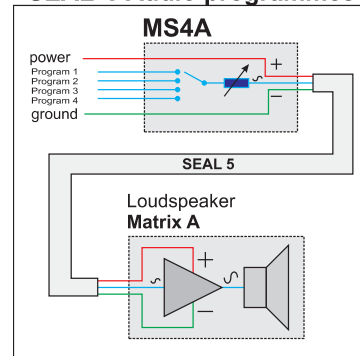 MS4A
power
Program 1
Program 2
Program 3
Program 4
ground
+
−
SEAL 5
Loudspeaker
Matrix A
+
−